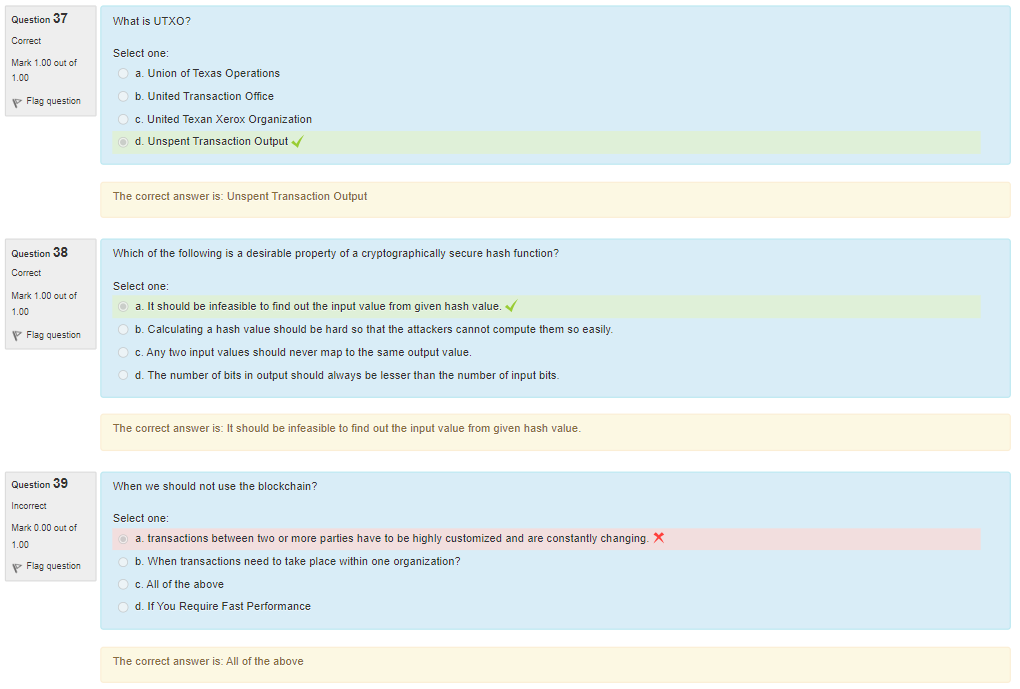 Question 37
Correct
Mark 1.00 out of
1.00
Flag question
What is UTXO?
Select one:
a. Union of Texas Operations
b. United Transaction Office
c. United Texan Xerox Organization
d. Unspent Transaction Output
The correct answer is: Unspent Transaction Output
Question 38
Correct
Mark 1.00 out of
1.00
Flag question
Which of the following is a desirable property of a cryptographically secure hash function?
Select one:
a. It should be infeasible to find out the input value from given hash value.
b. Calculating a hash value should be hard so that the attackers cannot compute them so easily.
c. Any two input values should never map to the same output value.
d. The number of bits in output should always be lesser than the number of input bits.
The correct answer is: It should be infeasible to find out the input value from given hash value.
Question 39
Incorrect
Mark 0.00 out of
1.00
Flag question
When we should not use the blockchain?
Select one:
a. transactions between two or more parties have to be highly customized and are constantly changing.
b. When transactions need to take place within one organization?
c. All of the above
d. If You Require Fast Performance
The correct answer is: All of the above